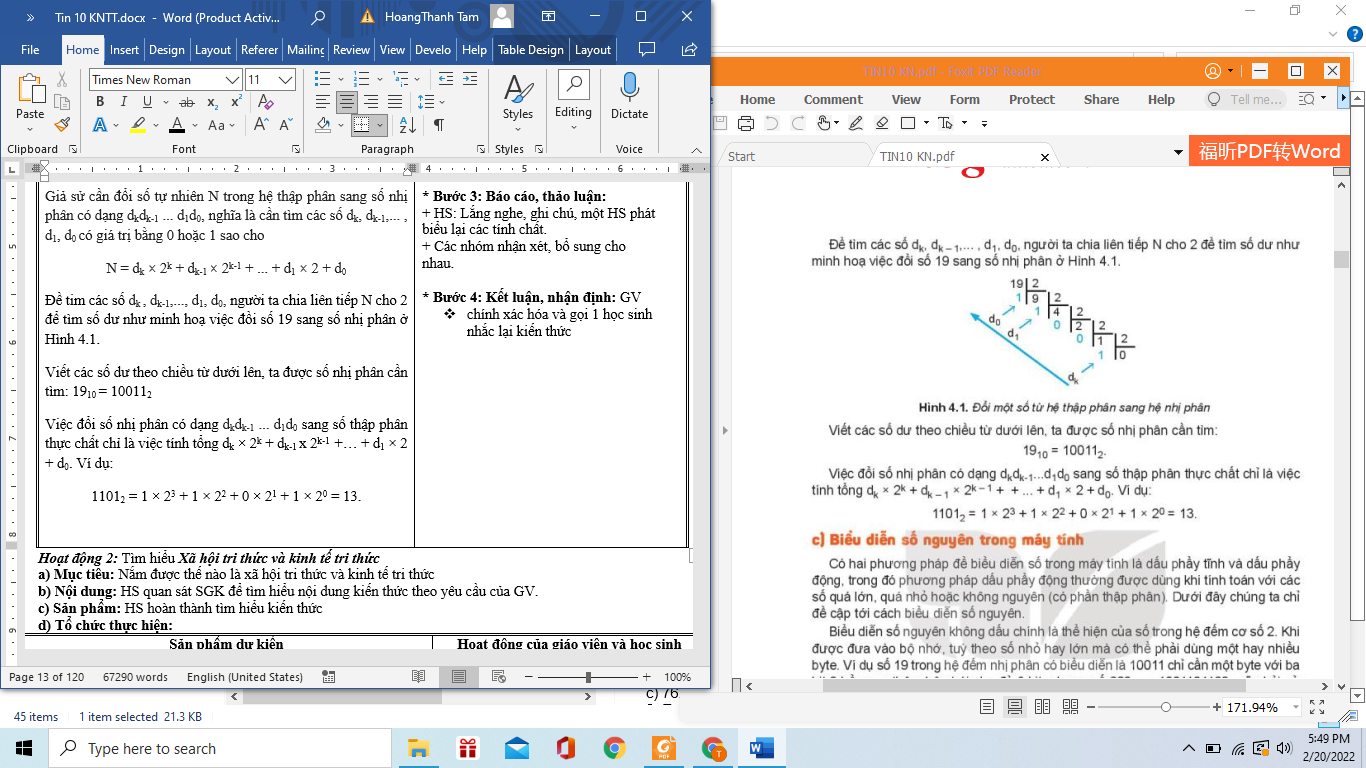 Tin 10 KNTT.docx - Word (Product Activ... HoangThanh Tam
File Home Insert Design Layout Referer Mailinc Review View Develo Help Table Design Layout
Times New Roman 11
Paste
Styles
Editing
Dictate
Clipboard Font Paragraph Styles Voice
Giả sử cần đổi số tự nhiên N trong hệ thập phân sang số nhị
phân có dạng dₖdₖ₋₁ ... d₁d₀, nghĩa là cần tìm các số dₖ, dₖ₋₁,... ,
d₁, d₀ có giá trị bằng 0 hoặc 1 sao cho
N = dₖ × 2ᵏ + dₖ₋₁ × 2ᵏ⁻¹ + ... + d₁ × 2 + d₀
Để tìm các số dₖ , dₖ₋₁,..., d₁, d₀, người ta chia liên tiếp N cho 2
để tìm số dư như minh hoạ việc đổi số 19 sang số nhị phân ở
Hình 4.1.
Viết các số dư theo chiều từ dưới lên, ta được số nhị phân cần
tìm: 19₁₀ = 10011₂
Việc đổi số nhị phân có dạng dₖdₖ₋₁ ... d₁d₀ sang số thập phân
thực chất chỉ là việc tính tổng dₖ × 2ᵏ + dₖ₋₁ x 2ᵏ⁻¹ +… + d₁ × 2
+ d₀. Ví dụ:
1101₂ = 1 × 2³ + 1 × 2² + 0 × 2¹ + 1 × 2⁰ = 13.
* Bước 3: Báo cáo, thảo luận:
+ HS: Lắng nghe, ghi chú, một HS phát
biểu lại các tính chất.
+ Các nhóm nhận xét, bổ sung cho
nhau.
* Bước 4: Kết luận, nhận định: GV
❖ chính xác hóa và gọi 1 học sinh
nhắc lại kiến thức
Hoạt động 2: Tìm hiểu Xã hội tri thức và kinh tế tri thức
a) Mục tiêu: Nắm được thế nào là xã hội tri thức và kinh tế tri thức
b) Nội dung: HS quan sát SGK để tìm hiểu nội dung kiến thức theo yêu cầu của GV.
c) Sản phẩm: HS hoàn thành tìm hiểu kiến thức
d) Tổ chức thực hiện:
Sản phẩm dự kiến Hoạt động của giáo viên và học sinh
Page 13 of 120 67290 words English (United States) 100%
45 items 1 item selected 21.3 KB
c) 76
TIN10 KN.pdf - Foxit PDF Reader
Home Comment View Form Protect Share Help Tell me...
Start TIN10 KN.pdf
福昕PDF转Word
Để tìm các số dₖ, dₖ₋₁,... , d₁, d₀, người ta chia liên tiếp N cho 2 để tìm số dư như
minh hoạ việc đổi số 19 sang số nhị phân ở Hình 4.1.
19 2
1 9 2
1 4 2
0 2 2
0 1 2
1 0
d₀
d₁
dₖ
Hình 4.1. Đổi một số từ hệ thập phân sang hệ nhị phân
Viết các số dư theo chiều từ dưới lên, ta được số nhị phân cần tìm:
19₁₀ = 10011₂.
Việc đổi số nhị phân có dạng dₖdₖ₋₁...d₁d₀ sang số thập phân thực chất chỉ là việc
tính tổng dₖ × 2ᵏ + dₖ₋₁ × 2ᵏ⁻¹ + + ... + d₁ × 2 + d₀. Ví dụ:
1101₂ = 1 × 2³ + 1 × 2² + 0 × 2¹ + 1 × 2⁰ = 13.
c) Biểu diễn số nguyên trong máy tính
Có hai phương pháp để biểu diễn số trong máy tính là dấu phẩy tĩnh và dấu phẩy
động, trong đó phương pháp dấu phẩy động thường được dùng khi tính toán với các
số quá lớn, quá nhỏ hoặc không nguyên (có phần thập phân). Dưới đây chúng ta chỉ
đề cập tới cách biểu diễn số nguyên.
Biểu diễn số nguyên không dấu chính là thể hiện của số trong hệ đếm cơ số 2. Khi
được đưa vào bộ nhớ, tuỳ theo số nhỏ hay lớn mà có thể phải dùng một hay nhiều
byte. Ví dụ số 19 trong hệ đếm nhị phân có biểu diễn là 10011 chỉ cần một byte với ba
171.94%
Type here to search
5:49 PM
2/20/2022